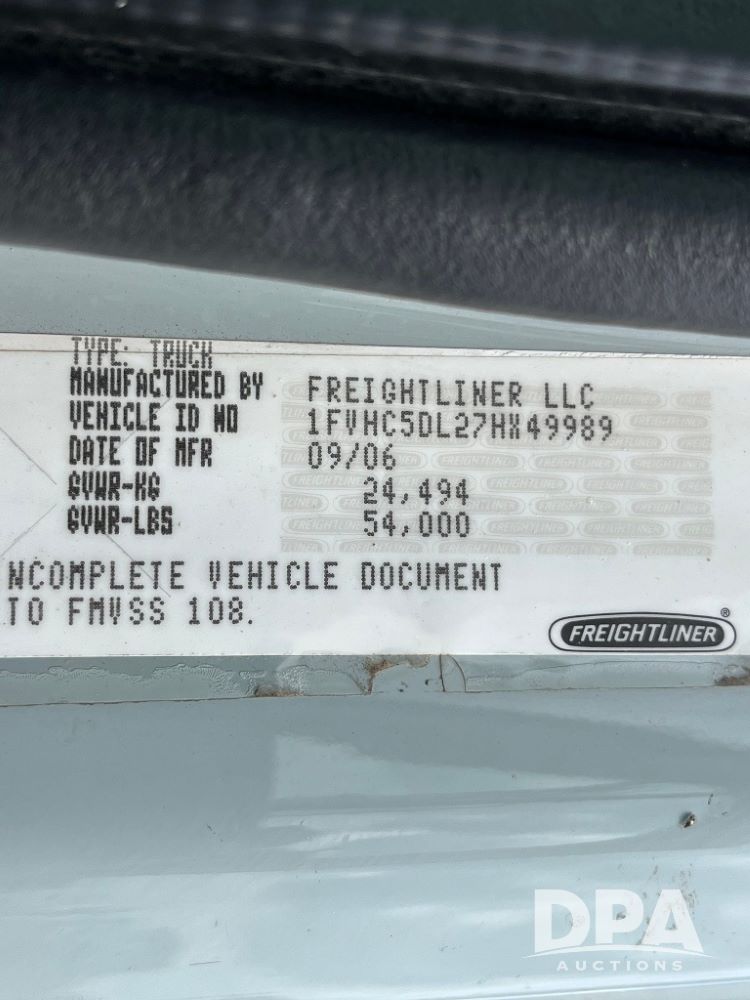 TYPE: TRUCK
MANUFACTURED BY FREIGHTLINER LLC
VEHICLE ID NO 1FVHC5DL27HX49989
DATE OF MFR 09/06
GVWR-KG 24,494
GVWR-LBS 54,000
NCOMPLETE VEHICLE DOCUMENT
TO FMVSS 108.
FREIGHTLINER®
DPA
AUCTIONS